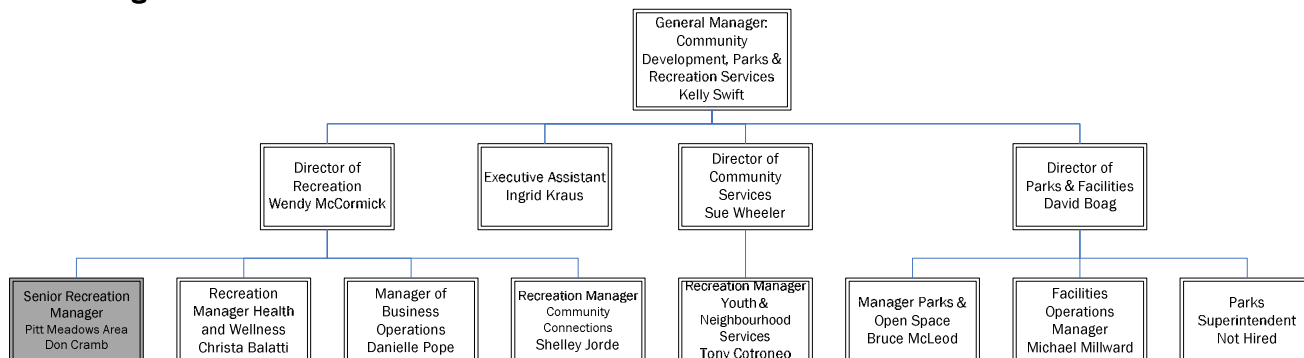 General Manager:
Community
Development, Parks &
Recreation Services
Kelly Swift
Director of
Recreation
Wendy McCormick
Executive Assistant
Ingrid Kraus
Director of
Community
Services
Sue Wheeler
Director of
Parks & Facilities
David Boag
Senior Recreation
Manager
Pitt Meadows Area
Don Cramb
Recreation
Manager Health
and Wellness
Christa Balatti
Manager of
Business
Operations
Danielle Pope
Recreation Manager
Community
Connections
Shelley Jorde
Recreation Manager
Youth &
Neighbourhood
Services
Tony Cotroneo
Manager Parks &
Open Space
Bruce McLeod
Facilities
Operations
Manager
Michael Millward
Parks
Superintendent
Not Hired